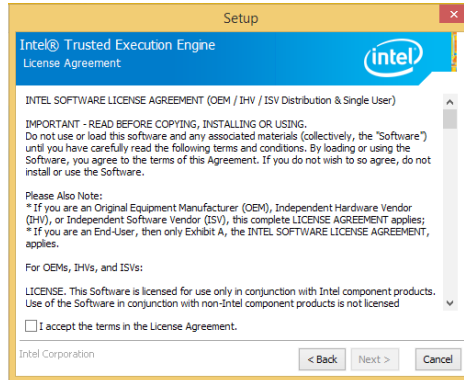 Setup
Intel® Trusted Execution Engine
License Agreement
intel
INTEL SOFTWARE LICENSE AGREEMENT (OEM / IHV / ISV Distribution & Single User)
IMPORTANT - READ BEFORE COPYING, INSTALLING OR USING.
Do not use or load this software and any associated materials (collectively, the "Software")
until you have carefully read the following terms and conditions. By loading or using the
Software, you agree to the terms of this Agreement. If you do not wish to so agree, do not
install or use the Software.
Please Also Note:
* If you are an Original Equipment Manufacturer (OEM), Independent Hardware Vendor
(IHV), or Independent Software Vendor (ISV), this complete LICENSE AGREEMENT applies;
* If you are an End-User, then only Exhibit A, the INTEL SOFTWARE LICENSE AGREEMENT,
applies.
For OEMs, IHVs, and ISVs:
LICENSE. This Software is licensed for use only in conjunction with Intel component products.
Use of the Software in conjunction with non-Intel component products is not licensed
I accept the terms in the License Agreement.
Intel Corporation
< Back
Next >
Cancel